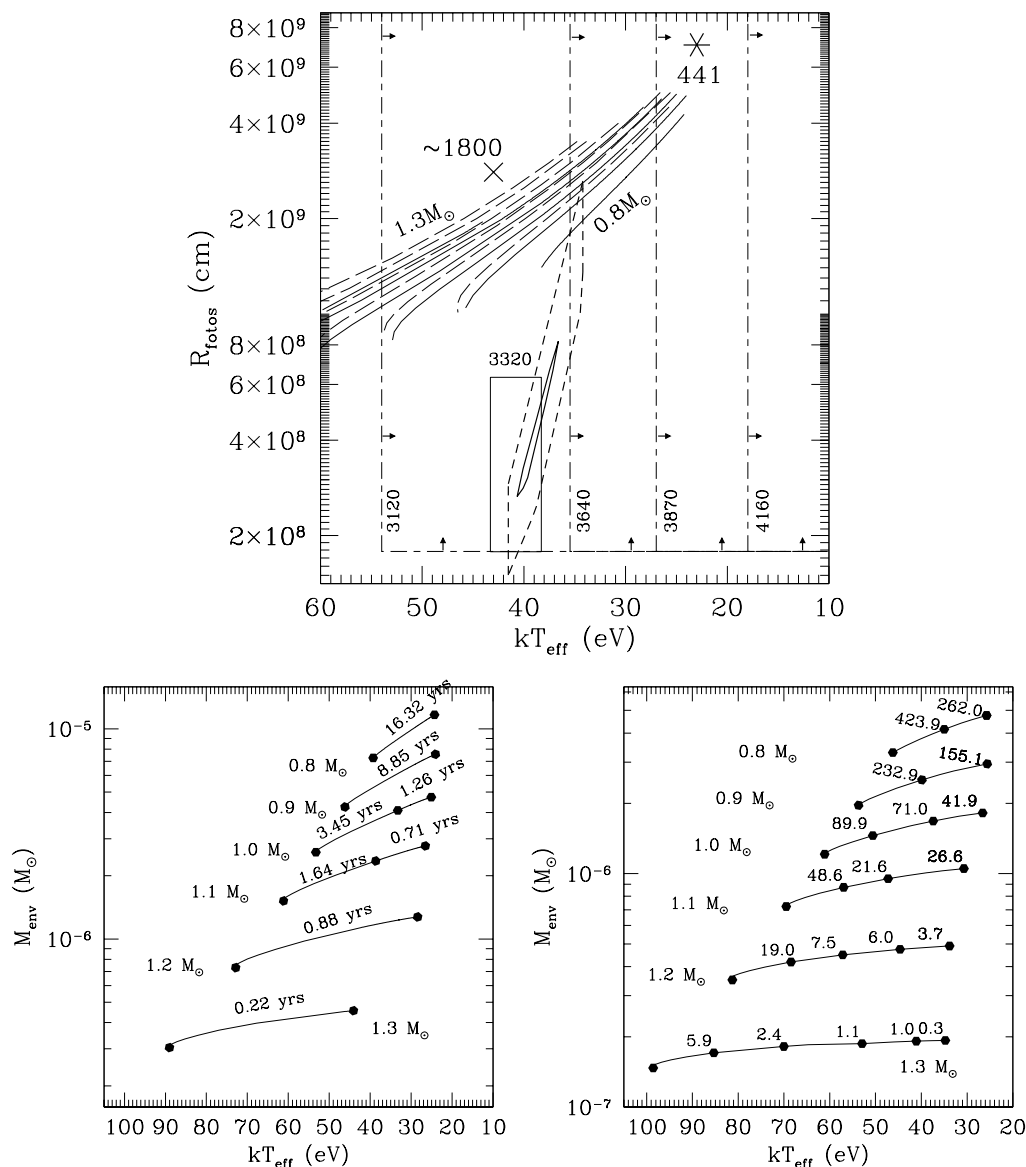 8×10⁹
6×10⁹
4×10⁹
2×10⁹
8×10⁸
6×10⁸
4×10⁸
2×10⁸
R_fotos (cm)
441
~1800
1.3M⊙
0.8M⊙
3320
3120
3640
3870
4160
60 50 40 30 20 10
kT_eff (eV)
10⁻⁵
10⁻⁶
M_env (M⊙)
16.32 yrs
0.8 M⊙
8.85 yrs
0.9 M⊙
1.26 yrs
3.45 yrs
1.0 M⊙
0.71 yrs
1.64 yrs
1.1 M⊙
0.88 yrs
1.2 M⊙
0.22 yrs
1.3 M⊙
100 90 80 70 60 50 40 30 20 10
kT_eff (eV)
10⁻⁶
10⁻⁷
M_env (M⊙)
262.0
423.9
0.8 M⊙
155.1
232.9
0.9 M⊙
41.9
71.0
89.9
1.0 M⊙
26.6
21.6
48.6
1.1 M⊙
19.0 7.5 6.0 3.7
1.2 M⊙
5.9 2.4 1.1 1.0 0.3
1.3 M⊙
100 90 80 70 60 50 40 30 20
kT_eff (eV)